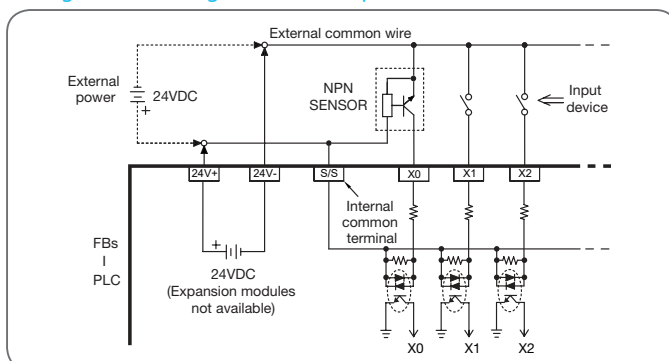 External common wire
External
power
24VDC
+
NPN
SENSOR
Input
device
24V+
24V-
S/S
X0
X1
X2
Internal
common
terminal
FBs
I
PLC
+
24VDC
(Expansion modules
not available)
X0
X1
X2